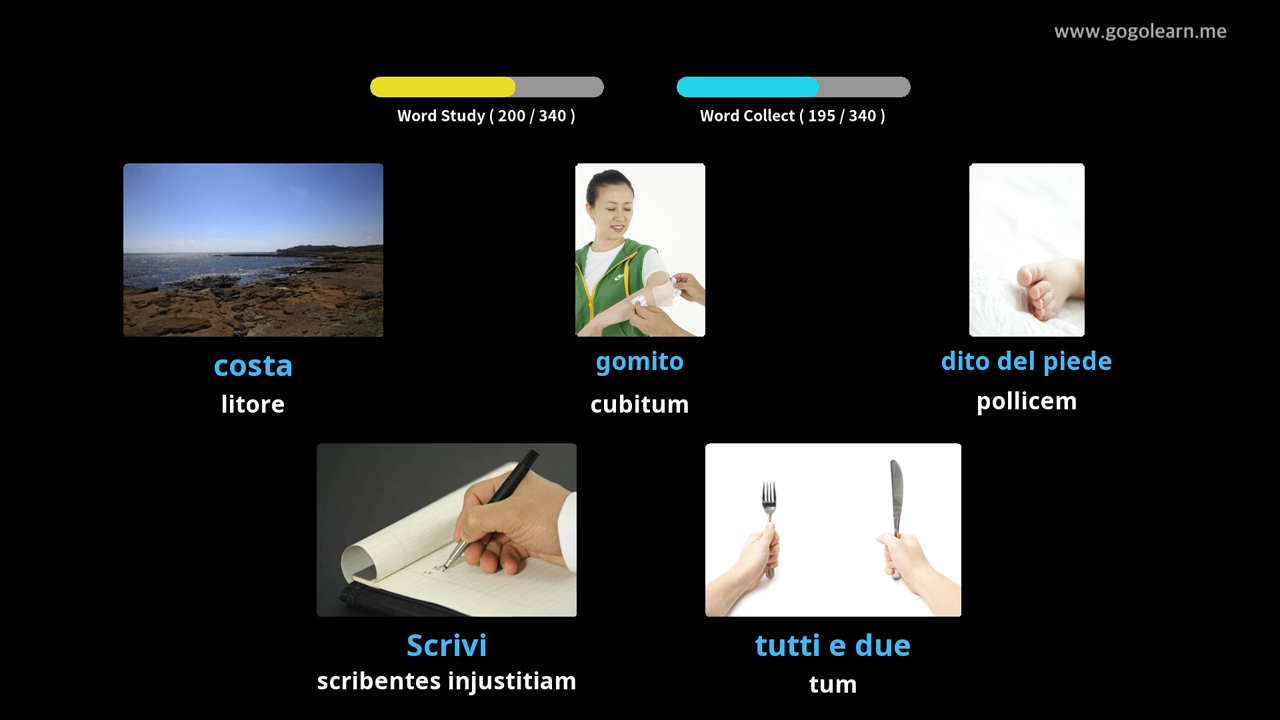 www.gogolearn.me
Word Study ( 200 / 340 )
Word Collect ( 195 / 340 )
costa
litore
gomito
cubitum
dito del piede
pollicem
Scrivi
scribentes injustitiam
tutti e due
tum